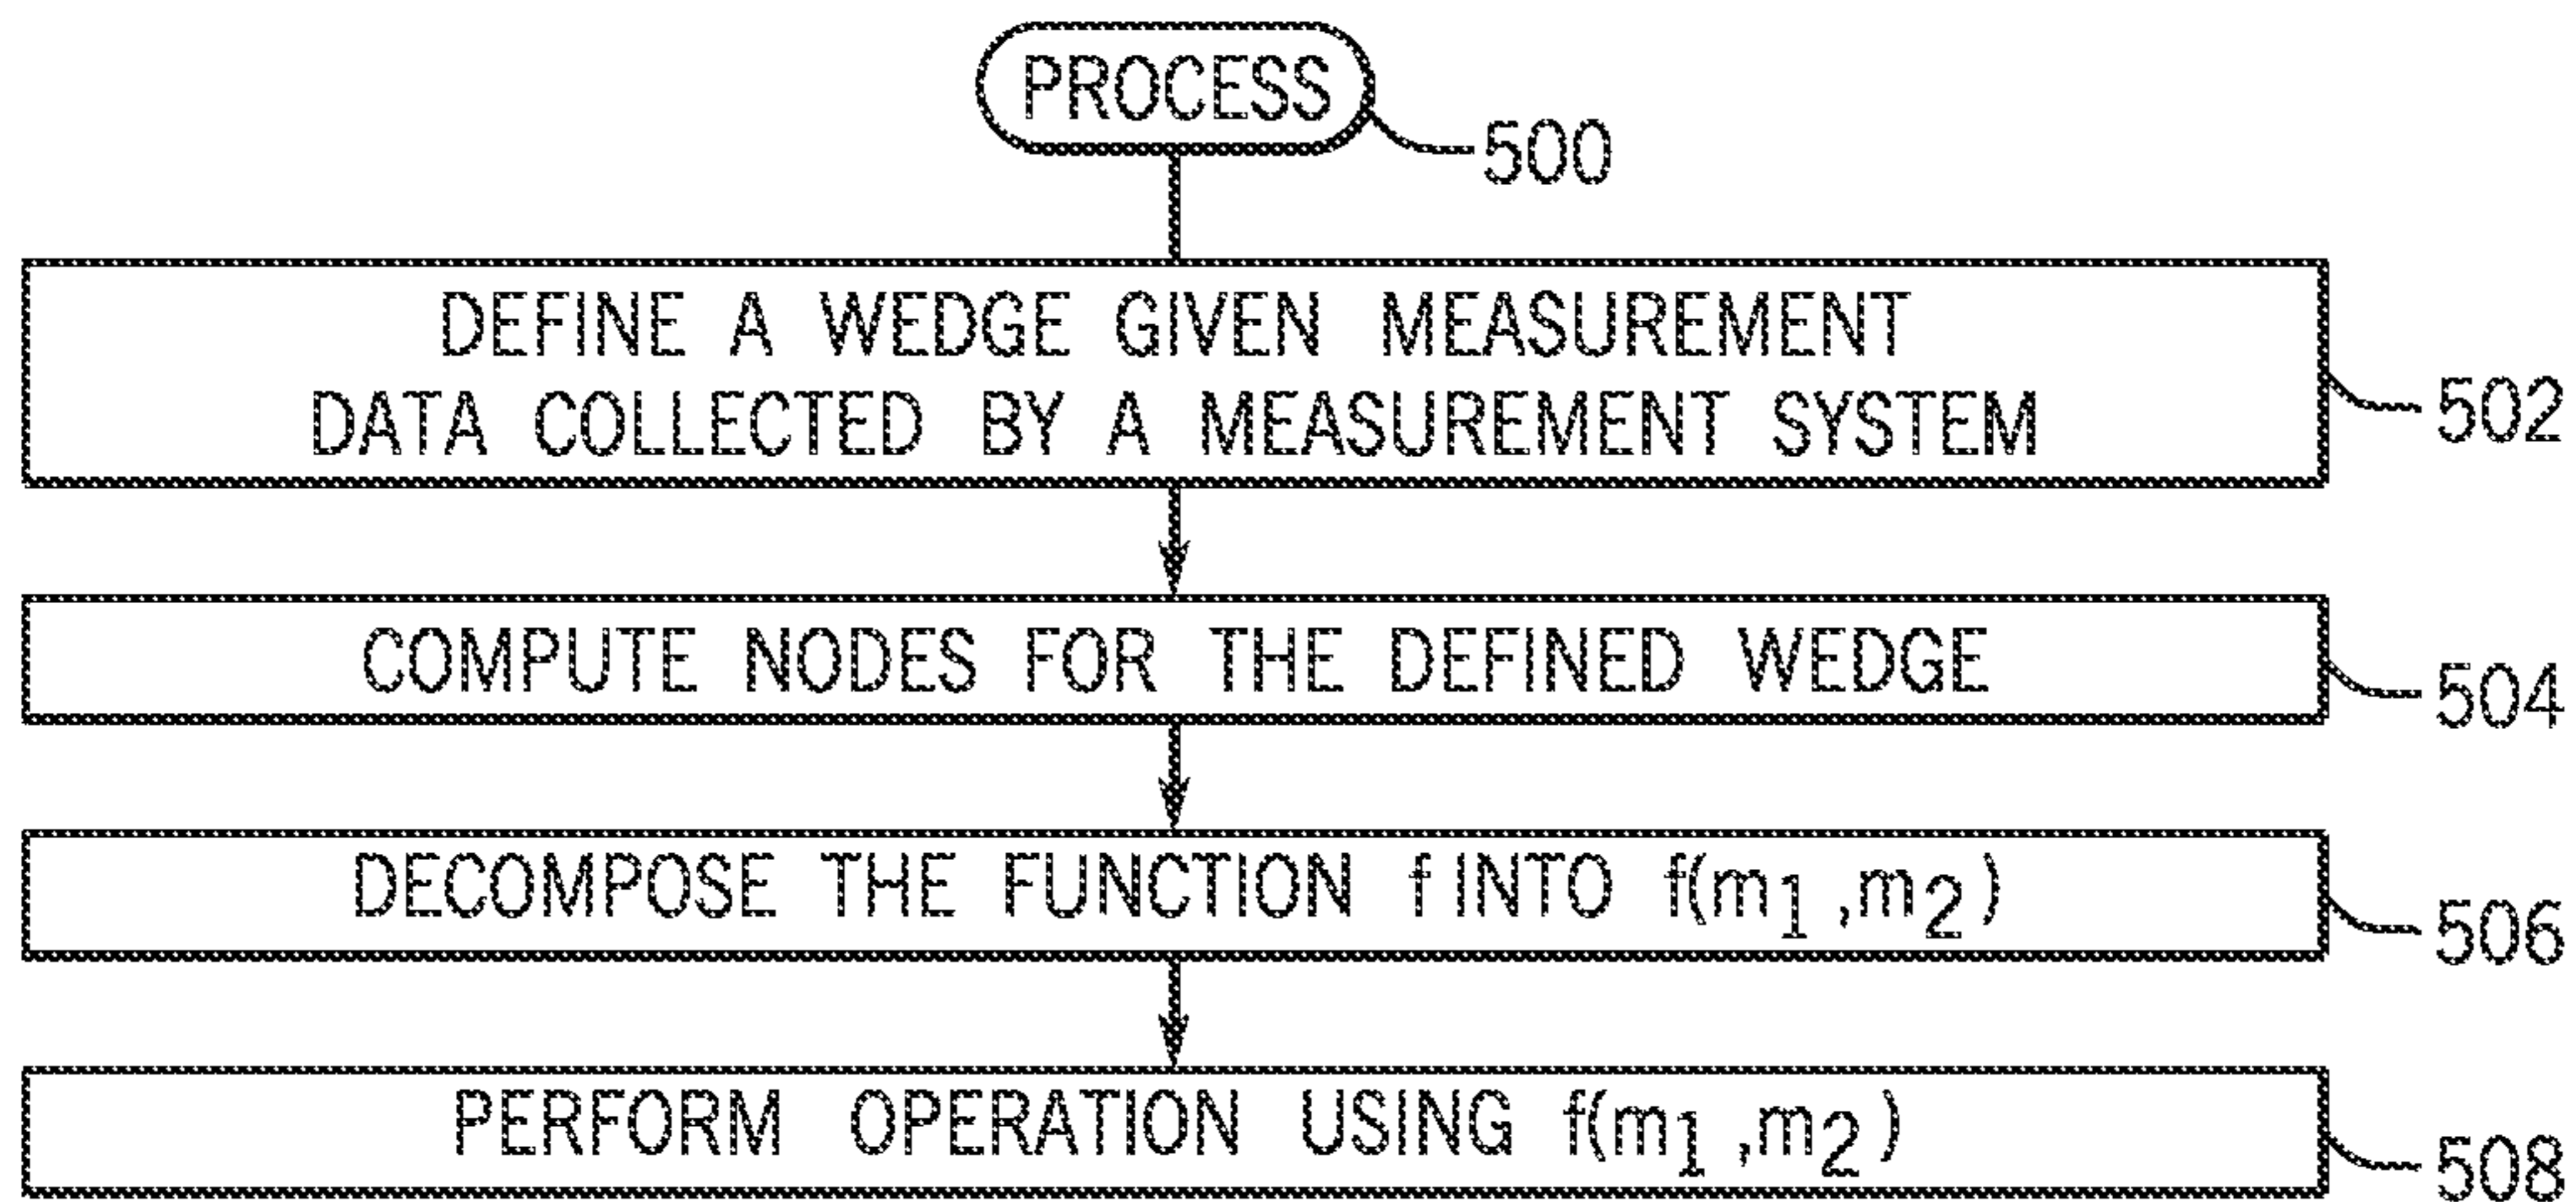 PROCESS
500
DEFINE A WEDGE GIVEN MEASUREMENT
DATA COLLECTED BY A MEASUREMENT SYSTEM
502
COMPUTE NODES FOR THE DEFINED WEDGE
504
DECOMPOSE THE FUNCTION f INTO f(m₁,m₂)
506
PERFORM OPERATION USING f(m₁,m₂)
508